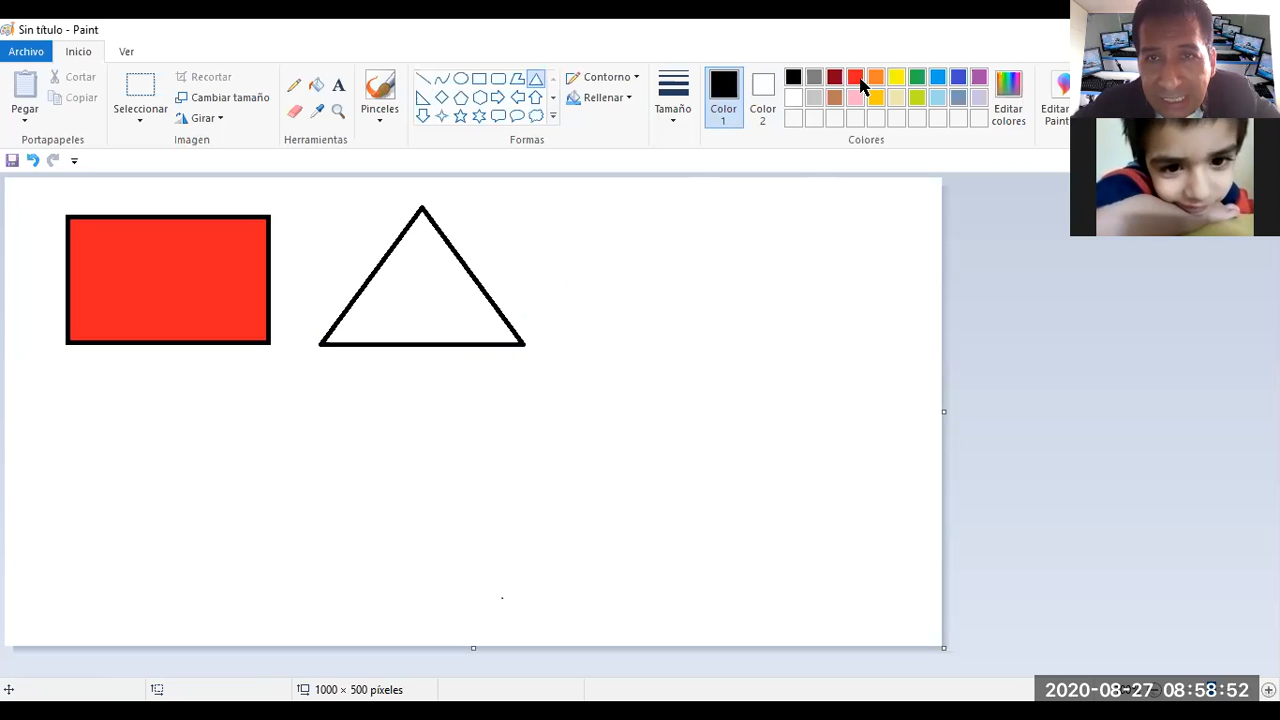 Sin título - Paint
Archivo Inicio Ver
Pegar
Cortar
Copiar
Portapapeles
Seleccionar
Recortar
Cambiar tamaño
Girar
Imagen
A
Herramientas
Pinceles
Contorno
Rellenar
Formas
Tamaño
Color
1
Color
2
Editar
colores
Colores
Editar
Paint
1000 × 500 píxeles
2020-08-27 08:58:52